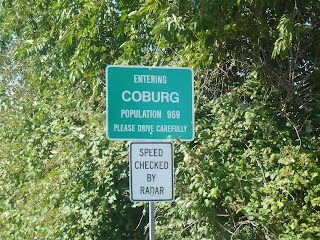 ENTERING
COBURG
POPULATION 969
PLEASE DRIVE CAREFULLY
SPEED
CHECKED
BY
RADAR